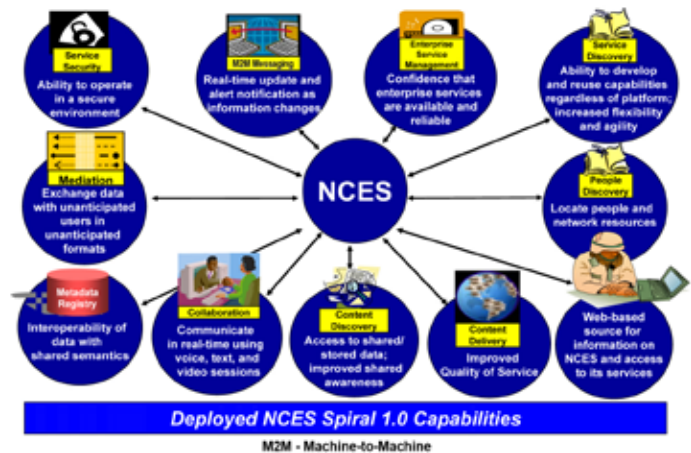 Service
Security
Ability to operate
in a secure
environment
M2M Messaging
Real-time update and
alert notification as
information changes
Enterprise
Service
Management
Confidence that
enterprise services
are available and
reliable
Service
Discovery
Ability to develop
and reuse capabilities
regardless of platform;
increased flexibility
and agility
NCES
Mediation
Exchange data
with unanticipated
users in
unanticipated
formats
People
Discovery
Locate people and
network resources
Metadata
Registry
Interoperability of
data with
shared semantics
Collaboration
Communicate
in real-time using
voice, text, and
video sessions
Content
Discovery
Access to shared/
stored data;
improved shared
awareness
Content
Delivery
Improved
Quality of Service
Web-based
source for
information on
NCES and access
to its services
Deployed NCES Spiral 1.0 Capabilities
M2M - Machine-to-Machine